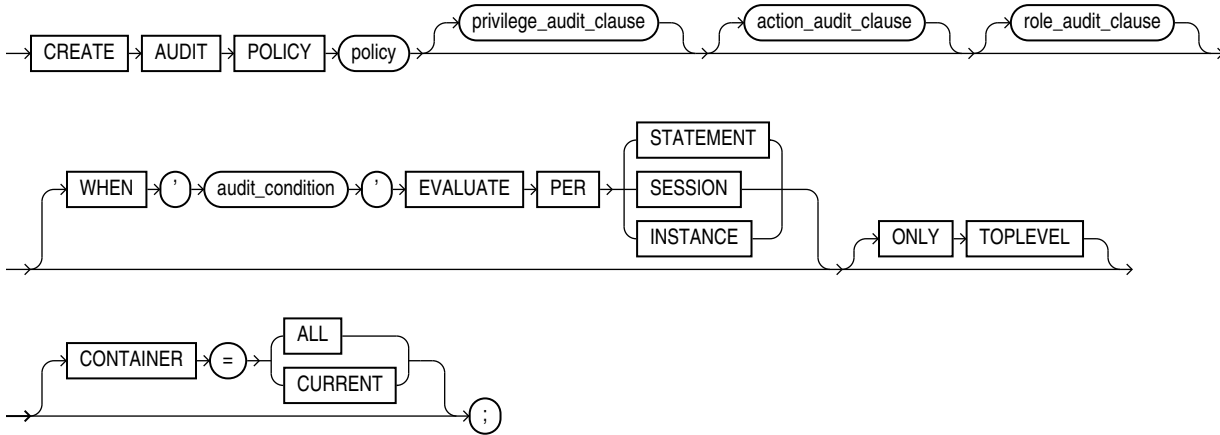 privilege_audit_clause action_audit_clause role_audit_clause
CREATE AUDIT POLICY policy
STATEMENT
WHEN ' audit_condition ' EVALUATE PER SESSION
INSTANCE ONLY TOPLEVEL
ALL
CONTAINER =
CURRENT
;